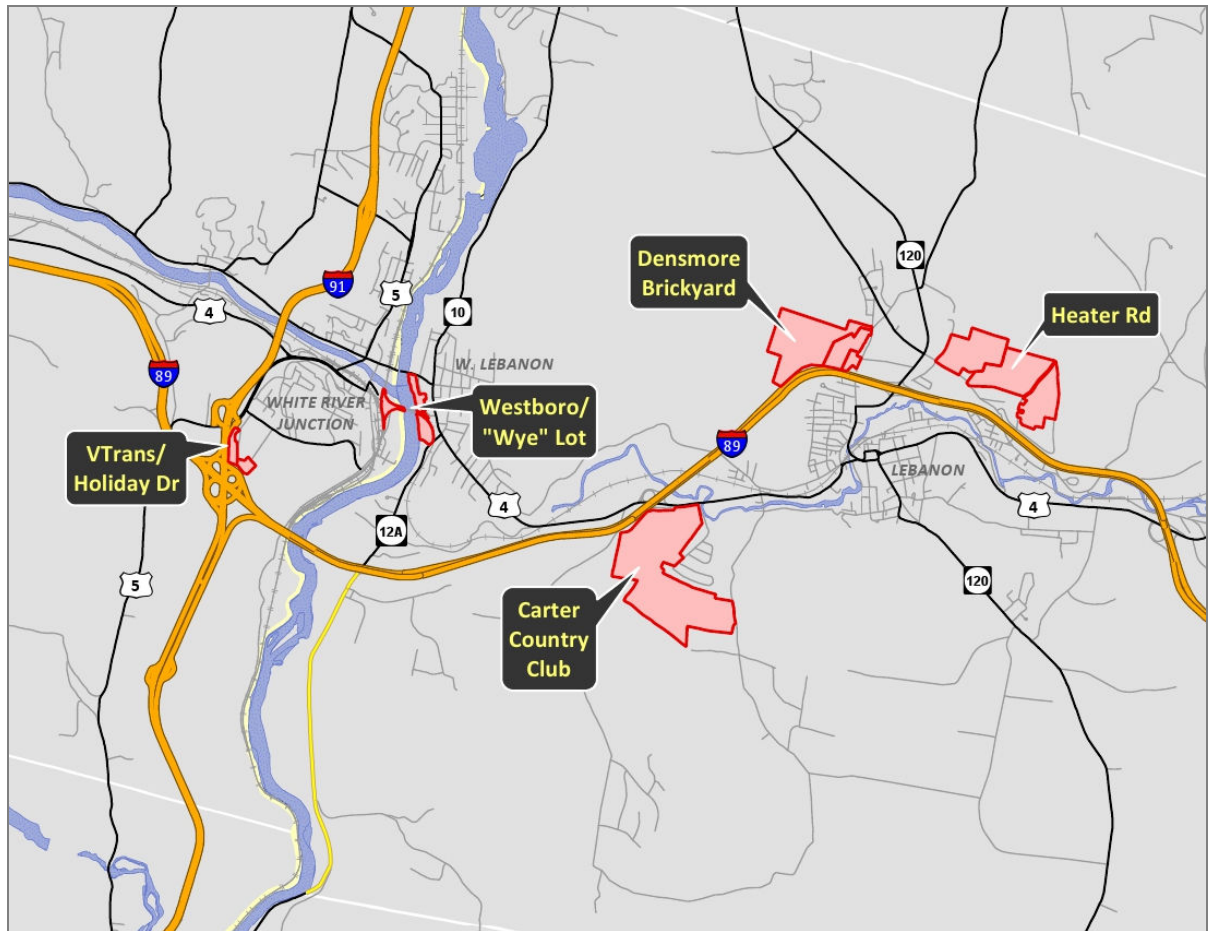 120
Densmore
Brickyard
91
5
4
10
Heater Rd
89
W. LEBANON
WHITE RIVER
JUNCTION
Westboro/
"Wye" Lot
VTrans/
Holiday Dr
89
LEBANON
4
4
12A
5
120
Carter
Country
Club